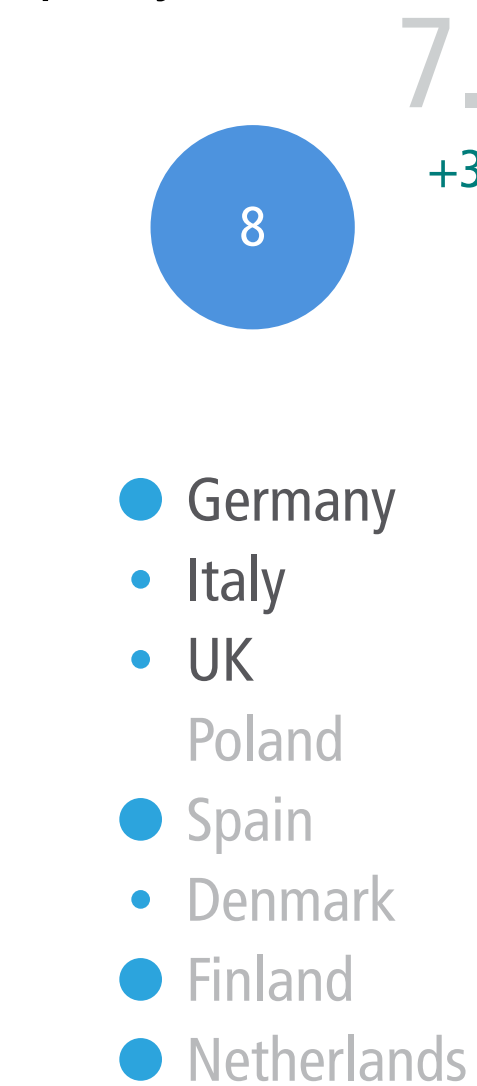 7.
+3
8
Germany
Italy
UK
Poland
Spain
Denmark
Finland
Netherlands